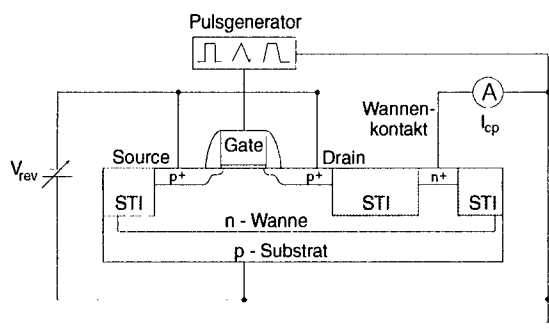 Pulsgenerator
A
Wannen-
kontakt
I_cp
V_rev
Source
Gate
Drain
p+
p+
n+
STI
STI
STI
n - Wanne
p - Substrat